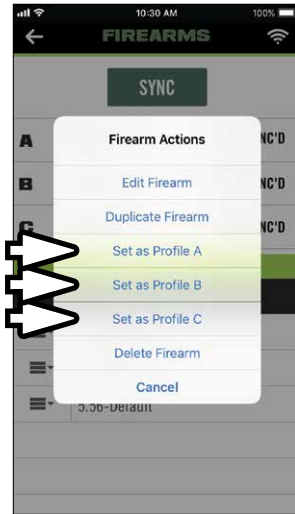 10:30 AM 100%
FIREARMS
SYNC
A NC'D
Firearm Actions
B NC'D
Edit Firearm
Duplicate Firearm
NC'D
Set as Profile A
Set as Profile B
Set as Profile C
Delete Firearm
Cancel
5.56-Default